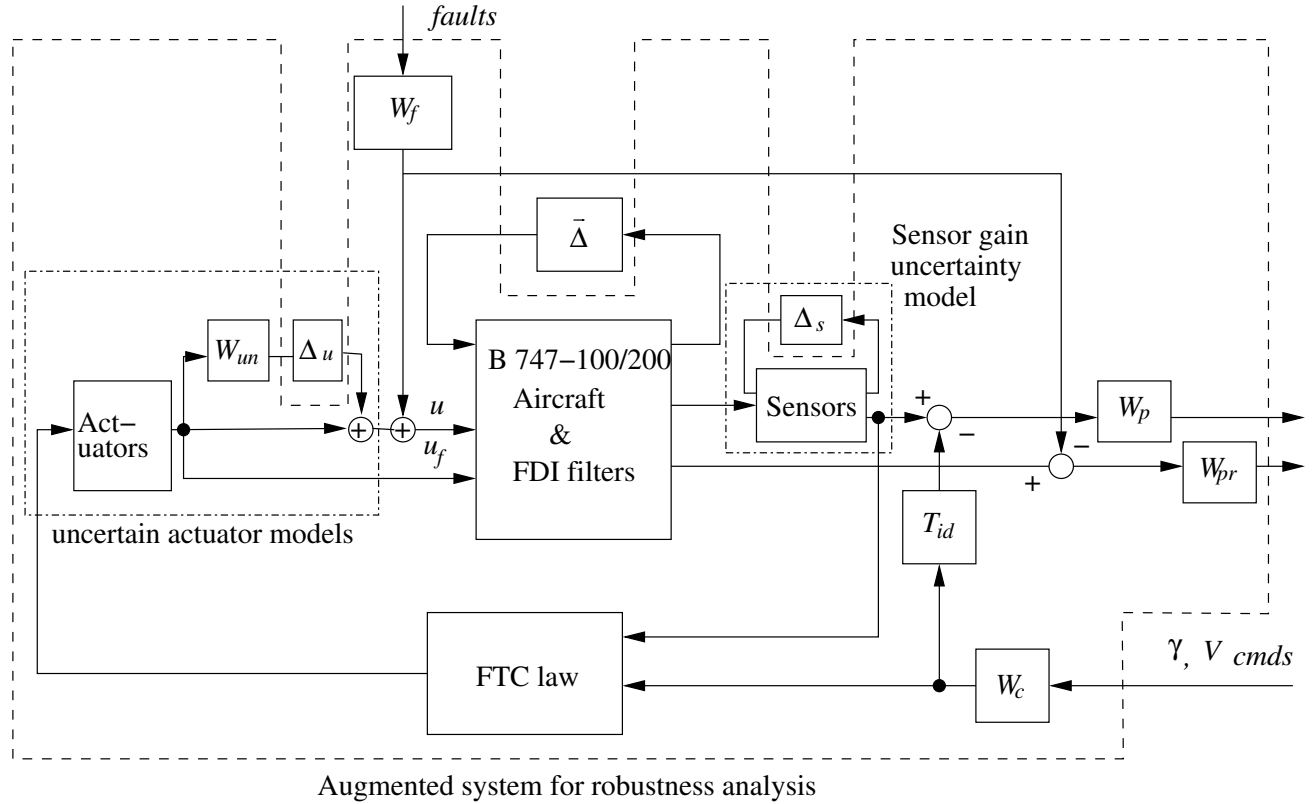 faults
W_f
Δ̄
Sensor gain
uncertainty
model
Δ_s
W_un
Δ_u
B 747−100/200
Aircraft
&
FDI filters
Act−
uators
u
u_f
Sensors
+
−
W_p
−
+
W_pr
+
+
uncertain actuator models
T_id
FTC law
W_c
γ, V cmds
Augmented system for robustness analysis